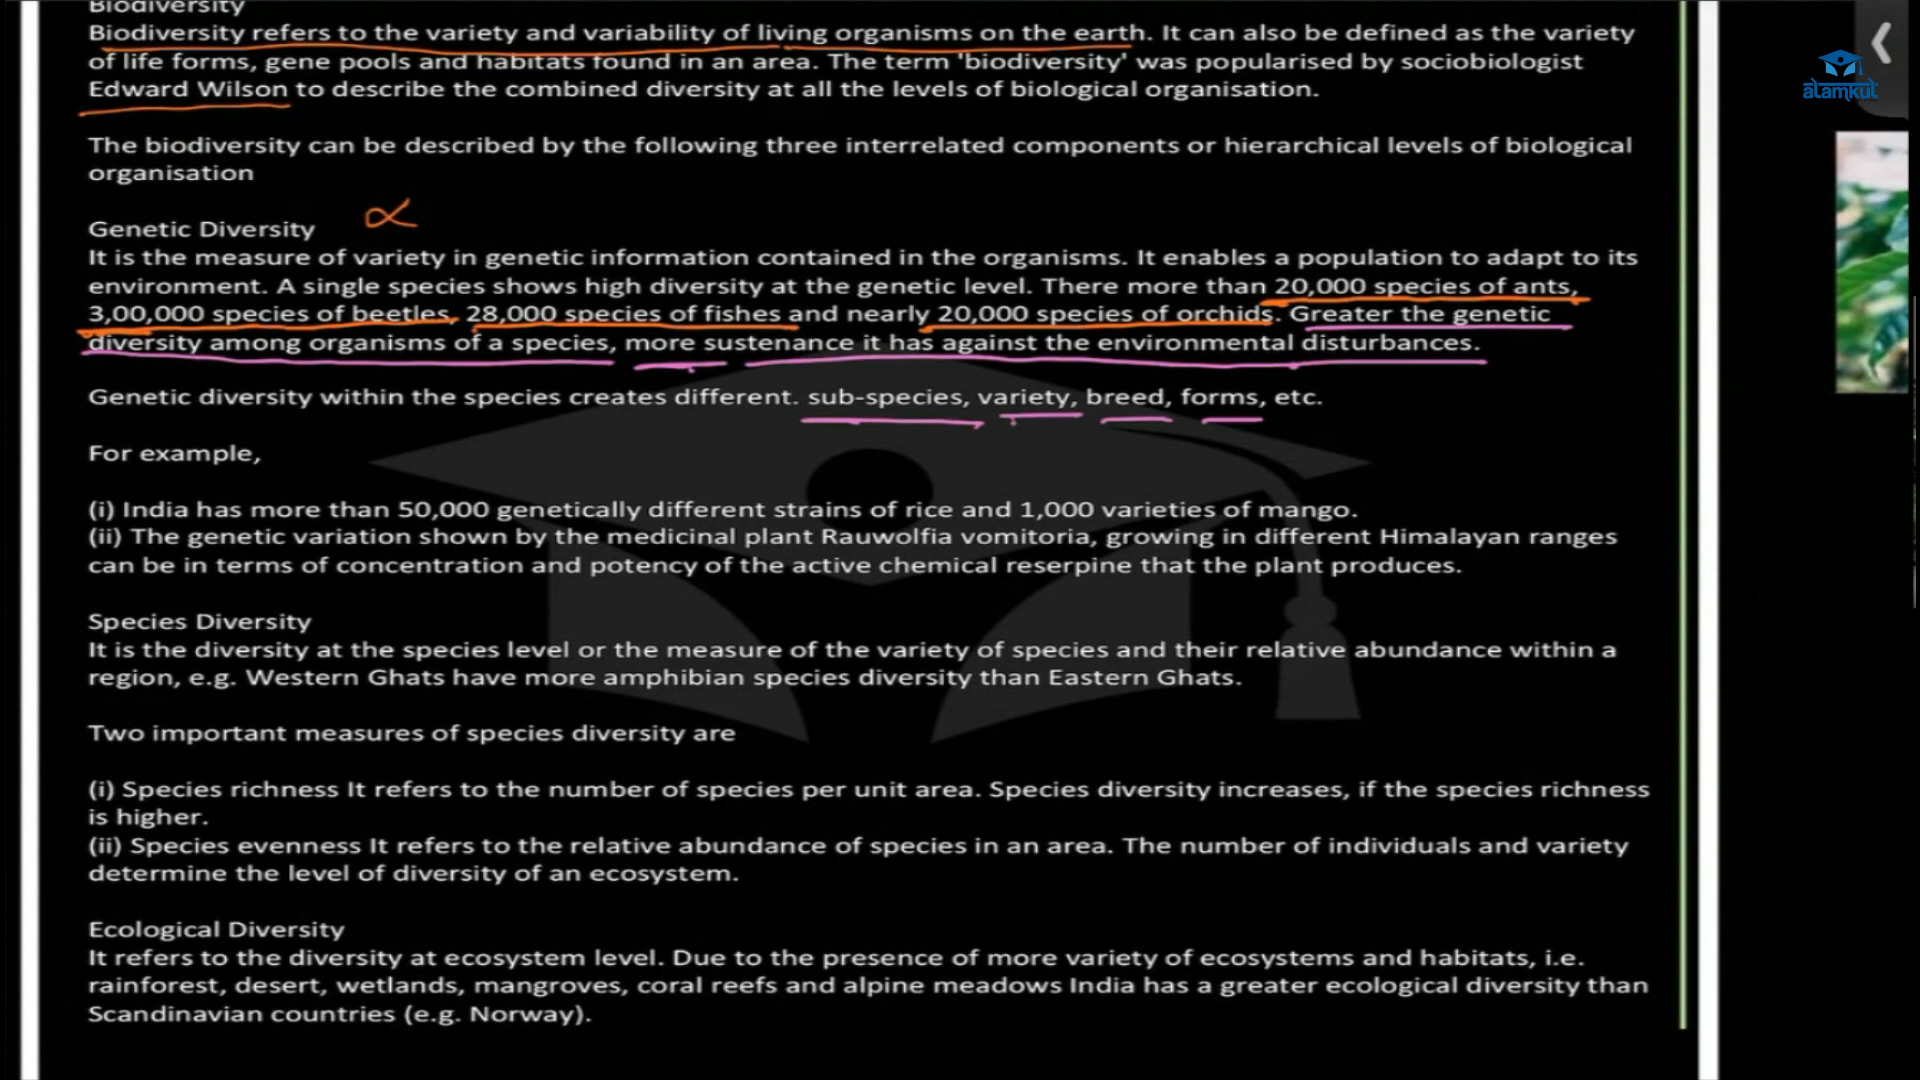 Biodiversity
Biodiversity refers to the variety and variability of living organisms on the earth. It can also be defined as the variety
of life forms, gene pools and habitats found in an area. The term 'biodiversity' was popularised by sociobiologist
Edward Wilson to describe the combined diversity at all the levels of biological organisation.
The biodiversity can be described by the following three interrelated components or hierarchical levels of biological
organisation
Genetic Diversity α
It is the measure of variety in genetic information contained in the organisms. It enables a population to adapt to its
environment. A single species shows high diversity at the genetic level. There more than 20,000 species of ants,
3,00,000 species of beetles, 28,000 species of fishes and nearly 20,000 species of orchids. Greater the genetic
diversity among organisms of a species, more sustenance it has against the environmental disturbances.
Genetic diversity within the species creates different. sub-species, variety, breed, forms, etc.
For example,
(i) India has more than 50,000 genetically different strains of rice and 1,000 varieties of mango.
(ii) The genetic variation shown by the medicinal plant Rauwolfia vomitoria, growing in different Himalayan ranges
can be in terms of concentration and potency of the active chemical reserpine that the plant produces.
Species Diversity
It is the diversity at the species level or the measure of the variety of species and their relative abundance within a
region, e.g. Western Ghats have more amphibian species diversity than Eastern Ghats.
Two important measures of species diversity are
(i) Species richness It refers to the number of species per unit area. Species diversity increases, if the species richness
is higher.
(ii) Species evenness It refers to the relative abundance of species in an area. The number of individuals and variety
determine the level of diversity of an ecosystem.
Ecological Diversity
It refers to the diversity at ecosystem level. Due to the presence of more variety of ecosystems and habitats, i.e.
rainforest, desert, wetlands, mangroves, coral reefs and alpine meadows India has a greater ecological diversity than
Scandinavian countries (e.g. Norway).
aLamkut